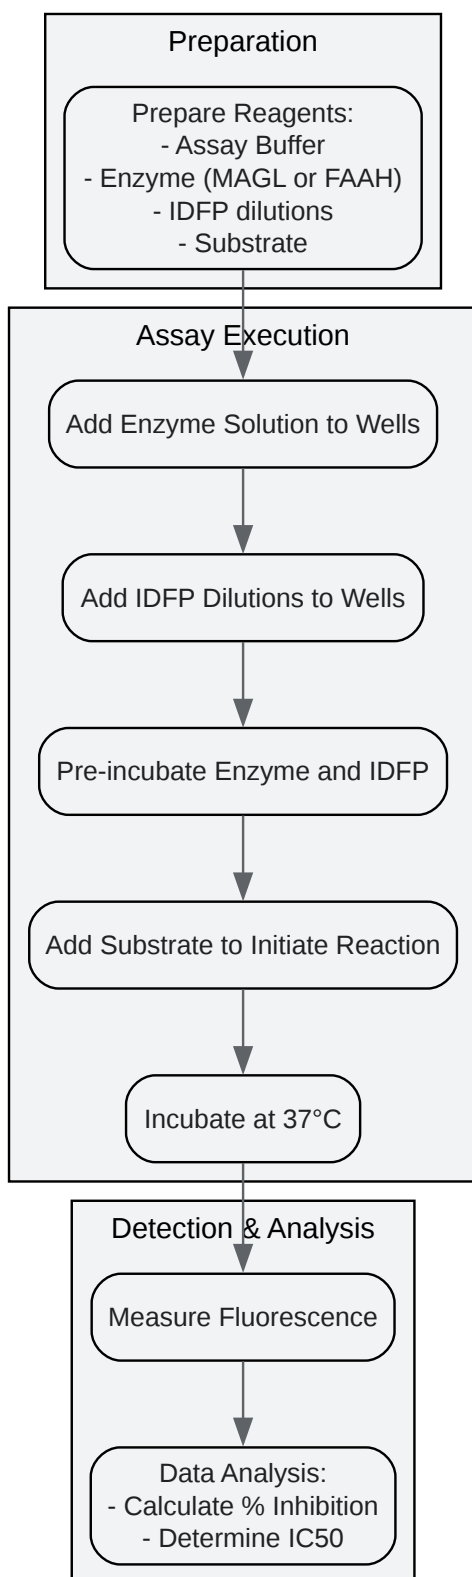 Preparation
Prepare Reagents:
- Assay Buffer
- Enzyme (MAGL or FAAH)
- IDFP dilutions
- Substrate
Assay Execution
Add Enzyme Solution to Wells
Add IDFP Dilutions to Wells
Pre-incubate Enzyme and IDFP
Add Substrate to Initiate Reaction
Incubate at 37°C
Detection & Analysis
Measure Fluorescence
Data Analysis:
- Calculate % Inhibition
- Determine IC50